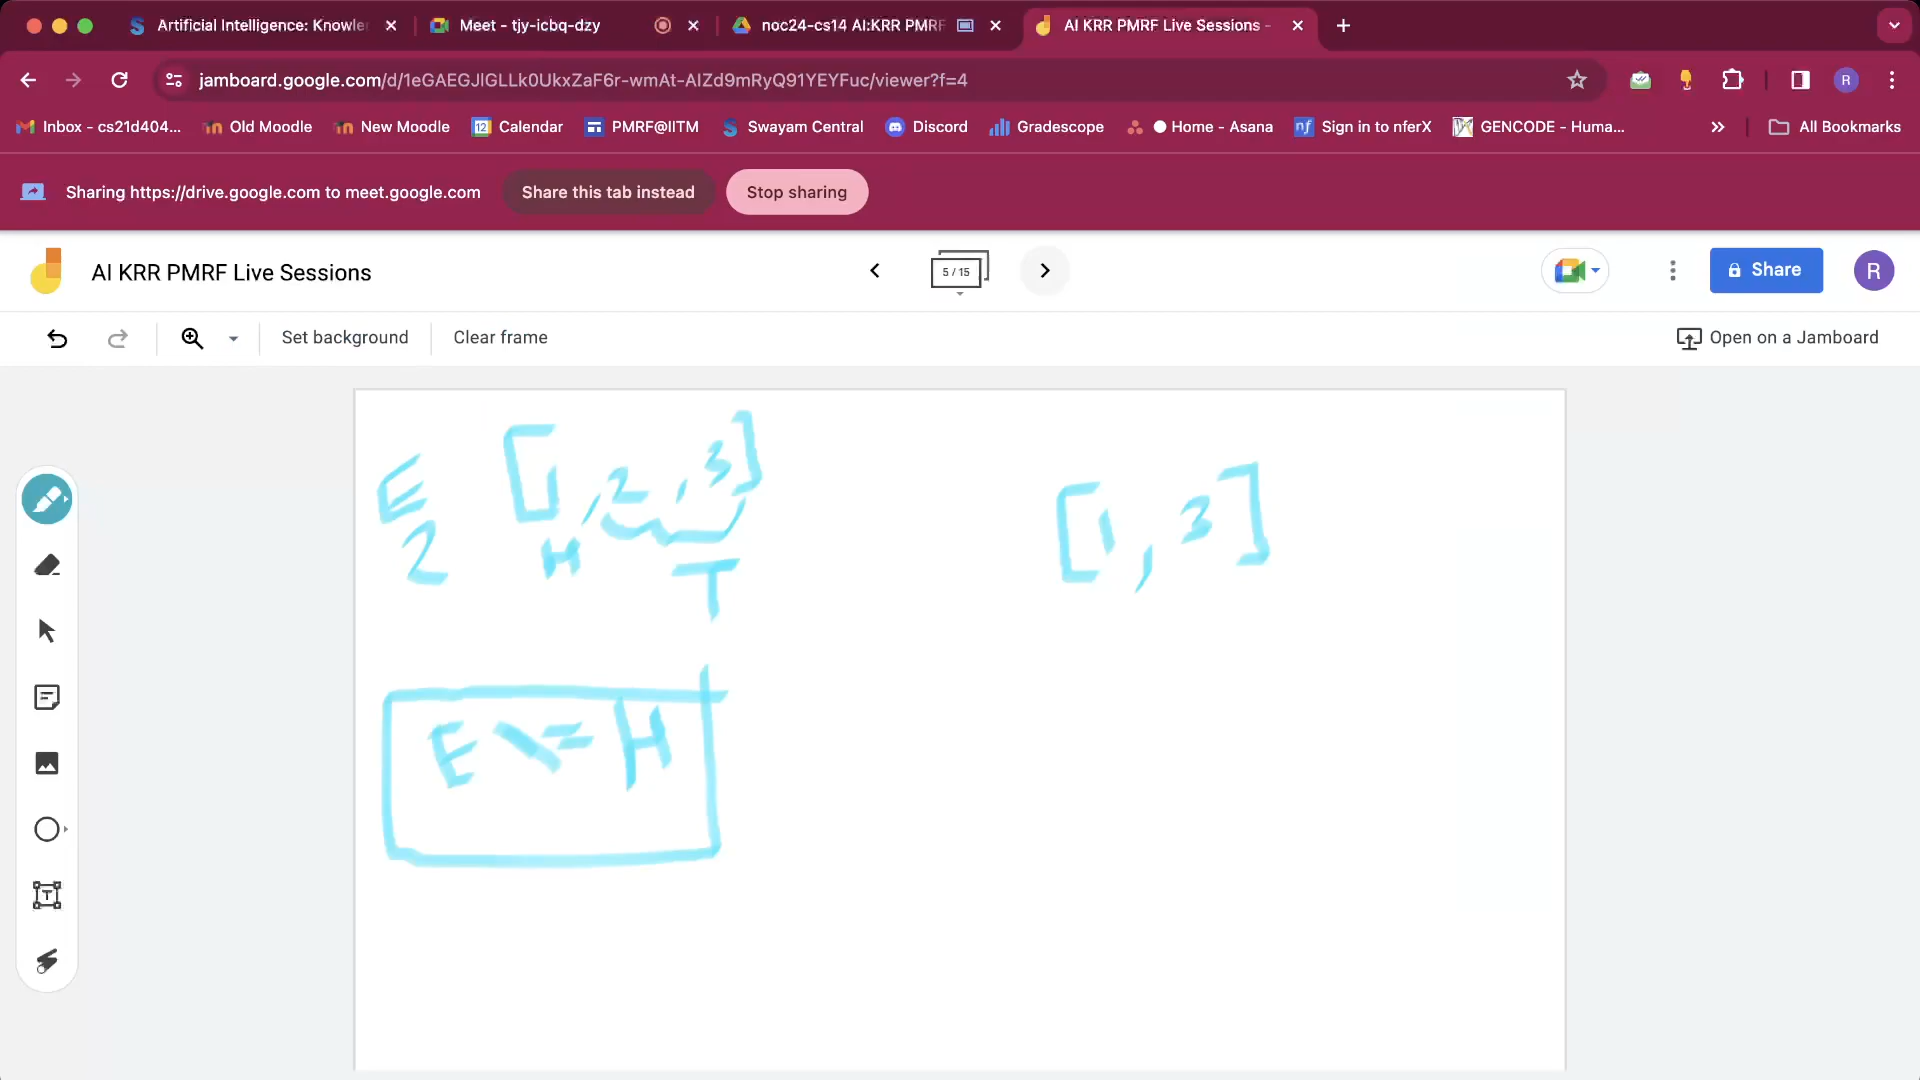 Artificial Intelligence: Knowle
Meet - tjy-icbq-dzy
noc24-cs14 AI:KRR PMRF
AI KRR PMRF Live Sessions -
jamboard.google.com/d/1eGAEGJlGLLk0UkxZaF6r-wmAt-AIZd9mRyQ91YEYFuc/viewer?f=4
R
Inbox - cs21d404...
Old Moodle
New Moodle
12
Calendar
PMRF@IITM
Swayam Central
Discord
Gradescope
Home - Asana
nf
Sign in to nferX
GENCODE - Huma...
All Bookmarks
Sharing https://drive.google.com to meet.google.com
Share this tab instead
Stop sharing
AI KRR PMRF Live Sessions
5 / 15
Share
R
Set background
Clear frame
Open on a Jamboard
E [1, 2, 3]
2 H T
[1, 3]
E \= H